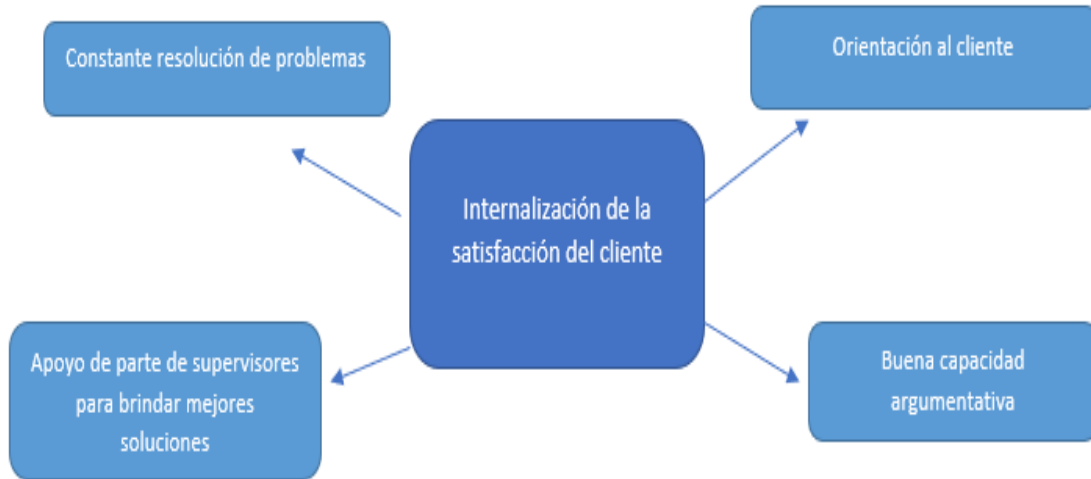 Constante resolución de problemas
Orientación al cliente
Internalización de la
satisfacción del cliente
Apoyo de parte de supervisores
para brindar mejores
soluciones
Buena capacidad
argumentativa